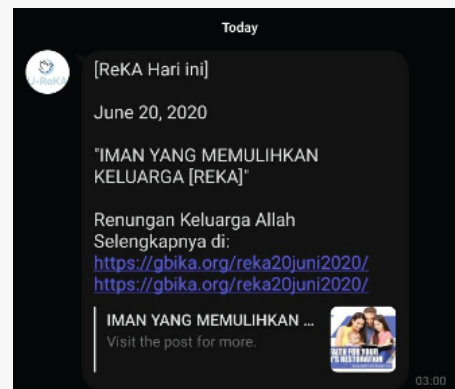 Today
[ReKA Hari ini]
June 20, 2020
"IMAN YANG MEMULIHKAN
KELUARGA [REKA]"
Renungan Keluarga Allah
Selengkapnya di:
https://gbika.org/reka20juni2020/
https://gbika.org/reka20juni2020/
IMAN YANG MEMULIHKAN ...
Visit the post for more.
03:00